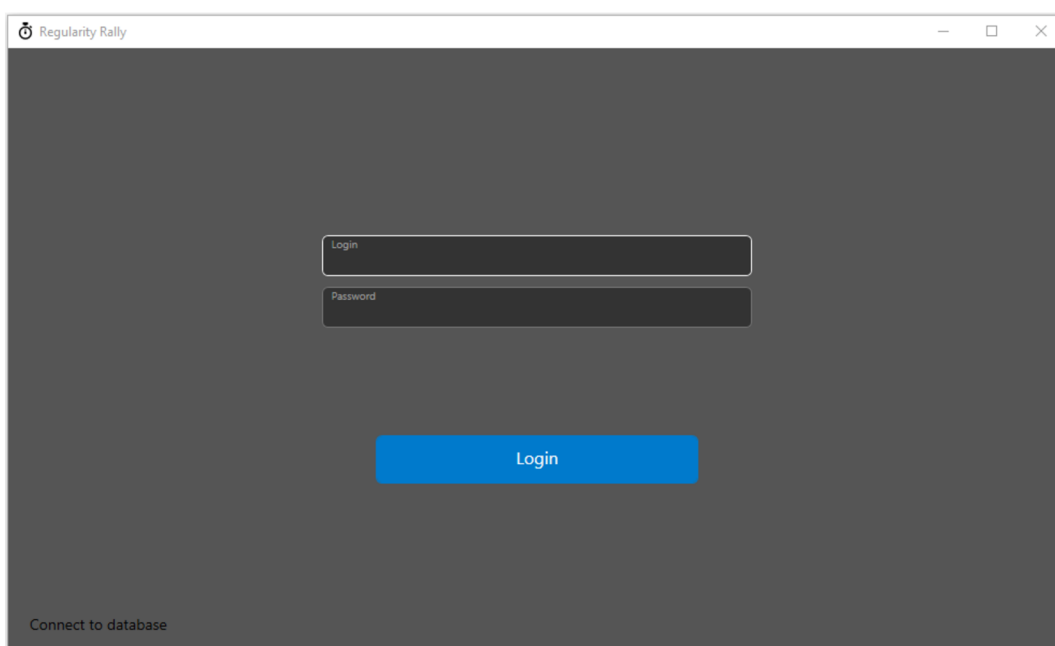 Regularity Rally
Login
Password
Login
Connect to database